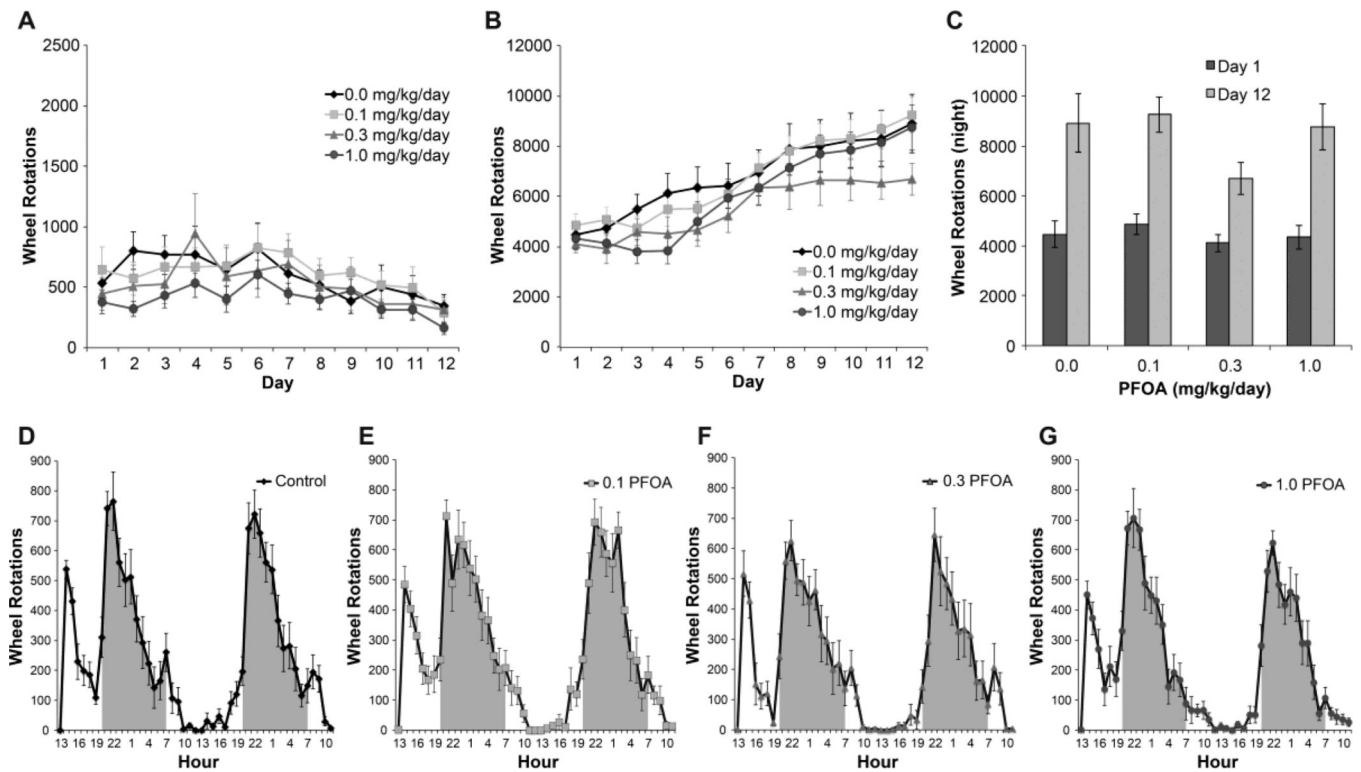 A
Wheel Rotations
2500
2000
1500
1000
500
0
0.0 mg/kg/day
0.1 mg/kg/day
0.3 mg/kg/day
1.0 mg/kg/day
1 2 3 4 5 6 7 8 9 10 11 12
Day
B
Wheel Rotations
12000
10000
8000
6000
4000
2000
0
0.0 mg/kg/day
0.1 mg/kg/day
0.3 mg/kg/day
1.0 mg/kg/day
1 2 3 4 5 6 7 8 9 10 11 12
Day
C
Wheel Rotations (night)
12000
10000
8000
6000
4000
2000
0
Day 1
Day 12
0.0 0.1 0.3 1.0
PFOA (mg/kg/day)
D
Wheel Rotations
900
800
700
600
500
400
300
200
100
0
Control
13 16 19 22 1 4 7 10 13 16 19 22 1 4 7 10
Hour
E
Wheel Rotations
900
800
700
600
500
400
300
200
100
0
0.1 PFOA
13 16 19 22 1 4 7 10 13 16 19 22 1 4 7 10
Hour
F
Wheel Rotations
900
800
700
600
500
400
300
200
100
0
0.3 PFOA
13 16 19 22 1 4 7 10 13 16 19 22 1 4 7 10
Hour
G
Wheel Rotations
900
800
700
600
500
400
300
200
100
0
1.0 PFOA
13 16 19 22 1 4 7 10 13 16 19 22 1 4 7 10
Hour